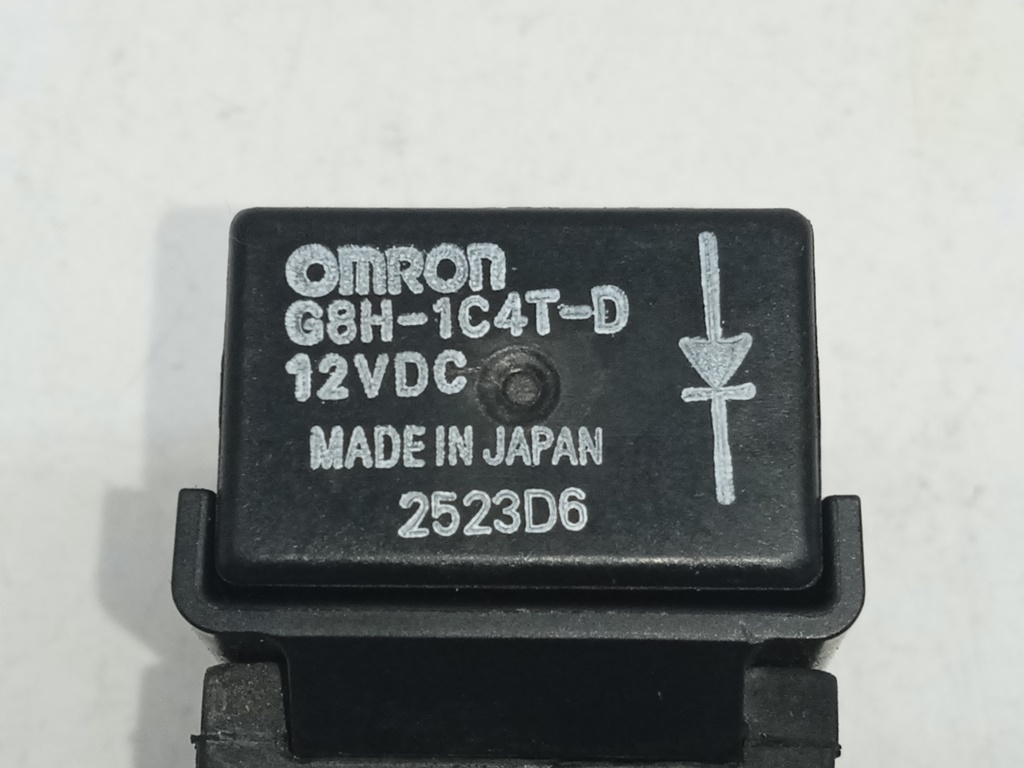 OMRON
G8H-1C4T-D
12VDC
MADE IN JAPAN
2523D6